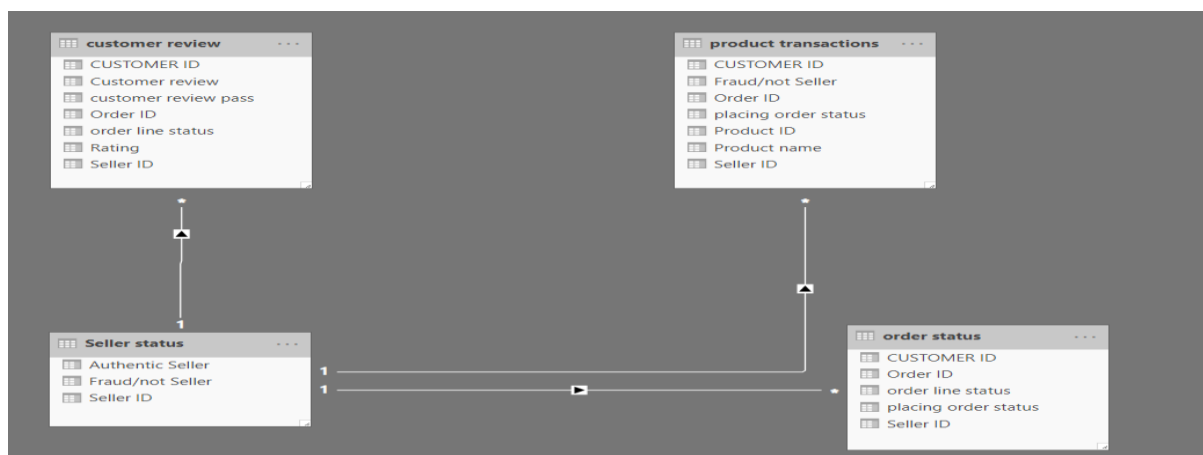 customer review ...
CUSTOMER ID
Customer review
customer review pass
Order ID
order line status
Rating
Seller ID
*
1
product transactions ...
CUSTOMER ID
Fraud/not Seller
Order ID
placing order status
Product ID
Product name
Seller ID
*
Seller status ...
Authentic Seller
Fraud/not Seller
Seller ID
1
1
*
order status ...
CUSTOMER ID
Order ID
order line status
placing order status
Seller ID